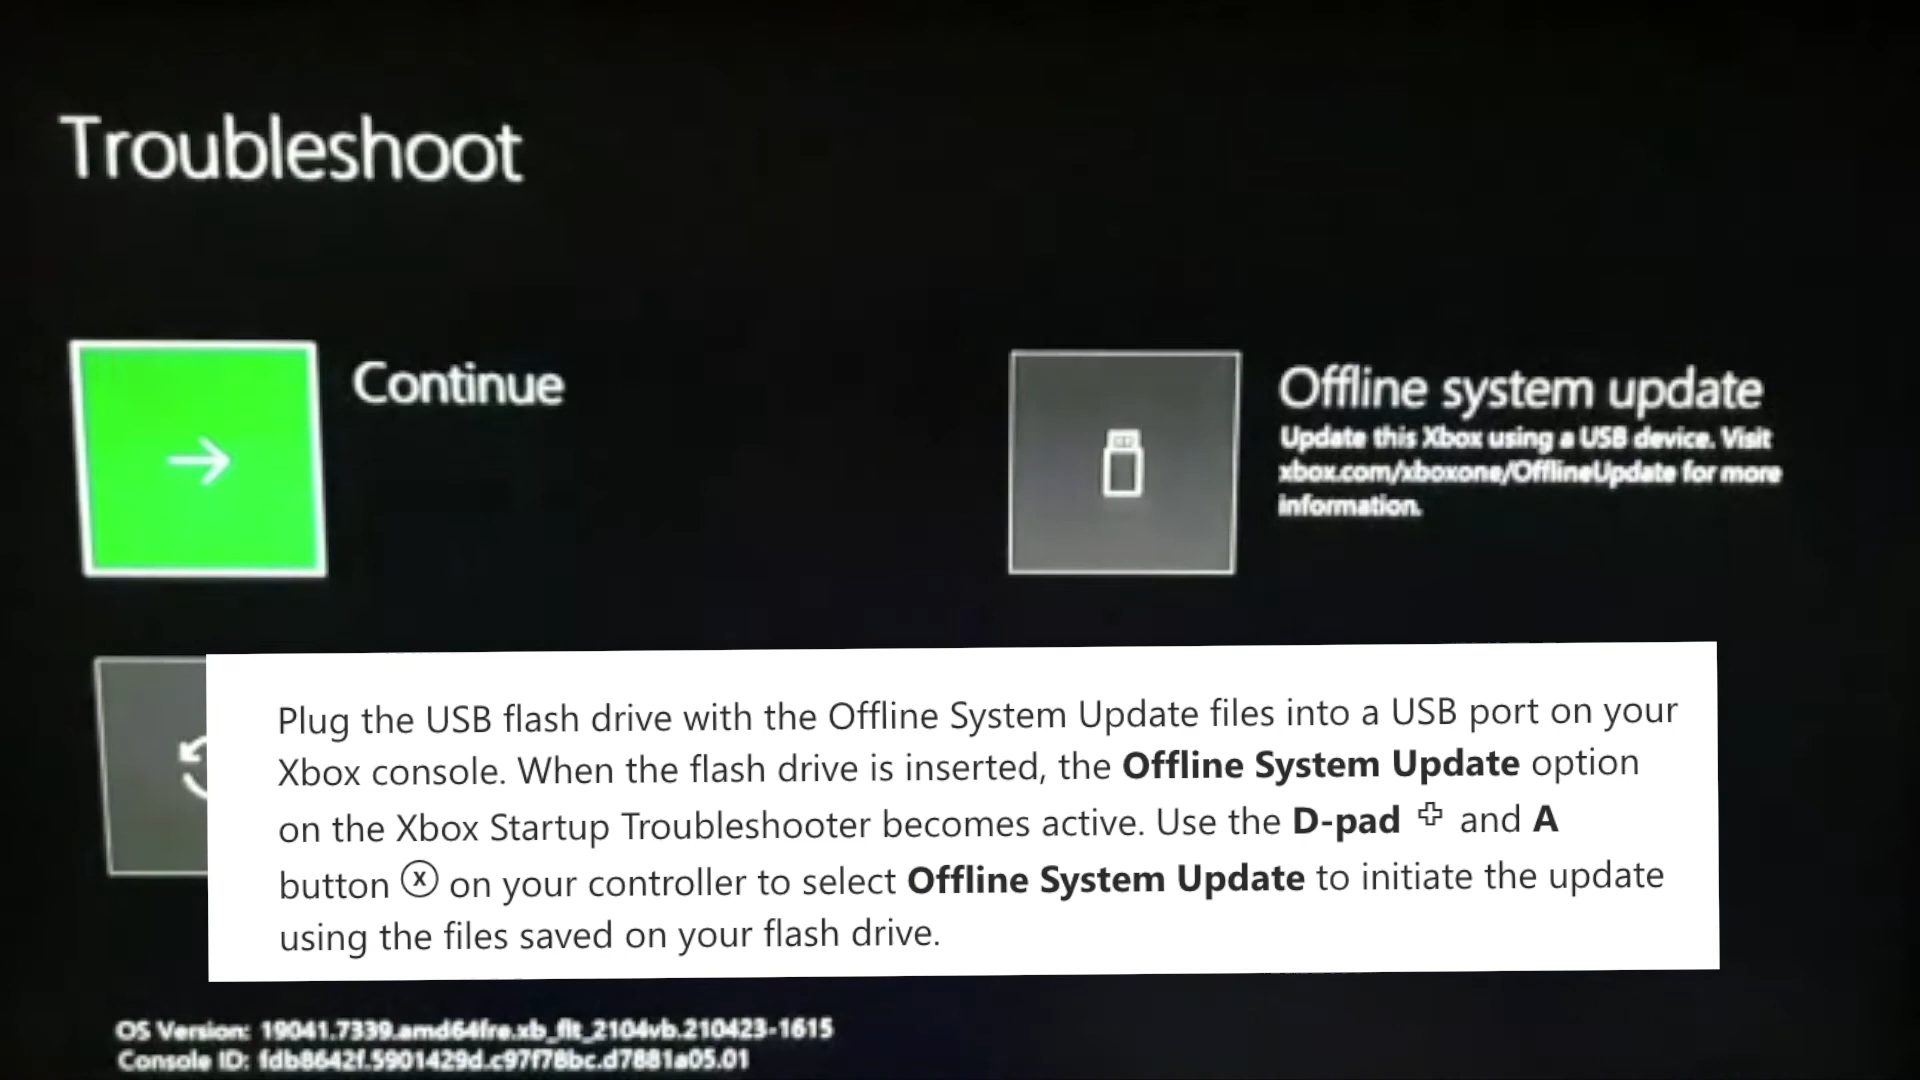 Troubleshoot
Continue
Offline system update
Update this Xbox using a USB device. Visit
xbox.com/xboxone/OfflineUpdate for more
information.
Plug the USB flash drive with the Offline System Update files into a USB port on your
Xbox console. When the flash drive is inserted, the Offline System Update option
on the Xbox Startup Troubleshooter becomes active. Use the D-pad and A
button X on your controller to select Offline System Update to initiate the update
using the files saved on your flash drive.
OS Version: 19041.7339.amd64fre.xb_flt_2104vb.210423-1615
Console ID: fdb8642f.5901429d.c97f78bc.d7881a05.01